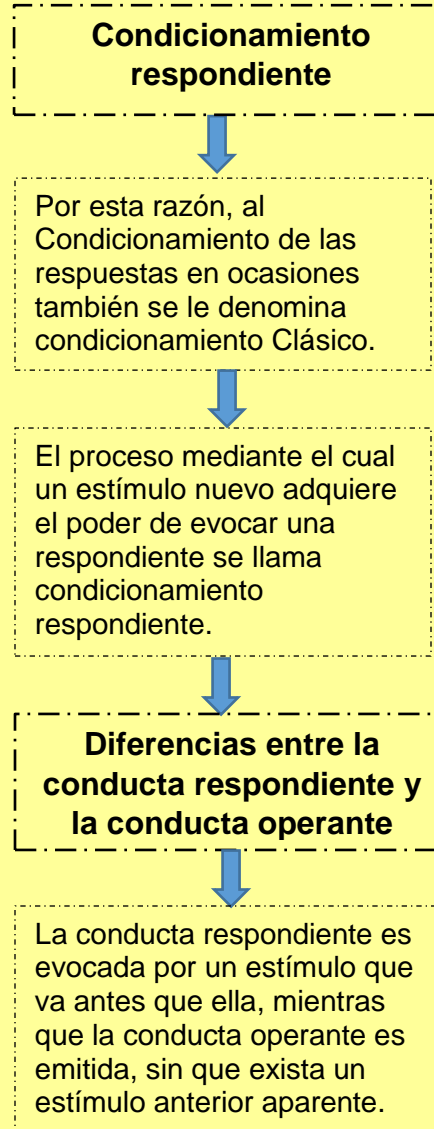 Condicionamiento
respondiente
Por esta razón, al
Condicionamiento de las
respuestas en ocasiones
también se le denomina
condicionamiento Clásico.
El proceso mediante el cual
un estímulo nuevo adquiere
el poder de evocar una
respondiente se llama
condicionamiento
respondiente.
Diferencias entre la
conducta respondiente y
la conducta operante
La conducta respondiente es
evocada por un estímulo que
va antes que ella, mientras
que la conducta operante es
emitida, sin que exista un
estímulo anterior aparente.